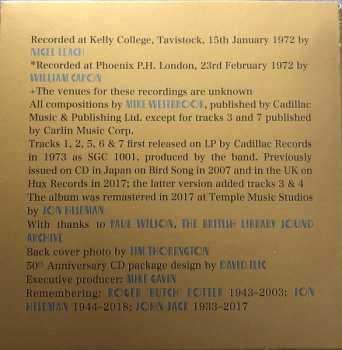 Recorded at Kelly College, Tavistock, 15th January 1972 by
NIGEL LEACH
*Recorded at Phoenix P.H. London, 23rd February 1972 by
WILLIAM CAPON
+The venues for these recordings are unknown
All compositions by MIKE WESTBROOK, published by Cadillac
Music & Publishing Ltd, except for tracks 3 and 7 published by
Carlin Music Corp.
Tracks 1, 2, 5, 6 & 7 first released on LP by Cadillac Records
in 1973 as SGC 1001, produced by the band. Previously
issued on CD in Japan on Bird Song in 2007 and in the UK on
Hux Records in 2017; the latter version added tracks 3 & 4
The album was remastered in 2017 at Temple Music Studios
by JON HISEMAN
With thanks to PAUL WILSON, THE BRITISH LIBRARY SOUND
ARCHIVE
Back cover photo by JIM THORINGTON
50th Anniversary CD package design by DAVID ILIC
Executive producer: MIKE GAVIN
Remembering: ROGER 'BUTCH' POTTER 1943–2003; JON
HISEMAN 1944–2018; JOHN JACK 1933–2017